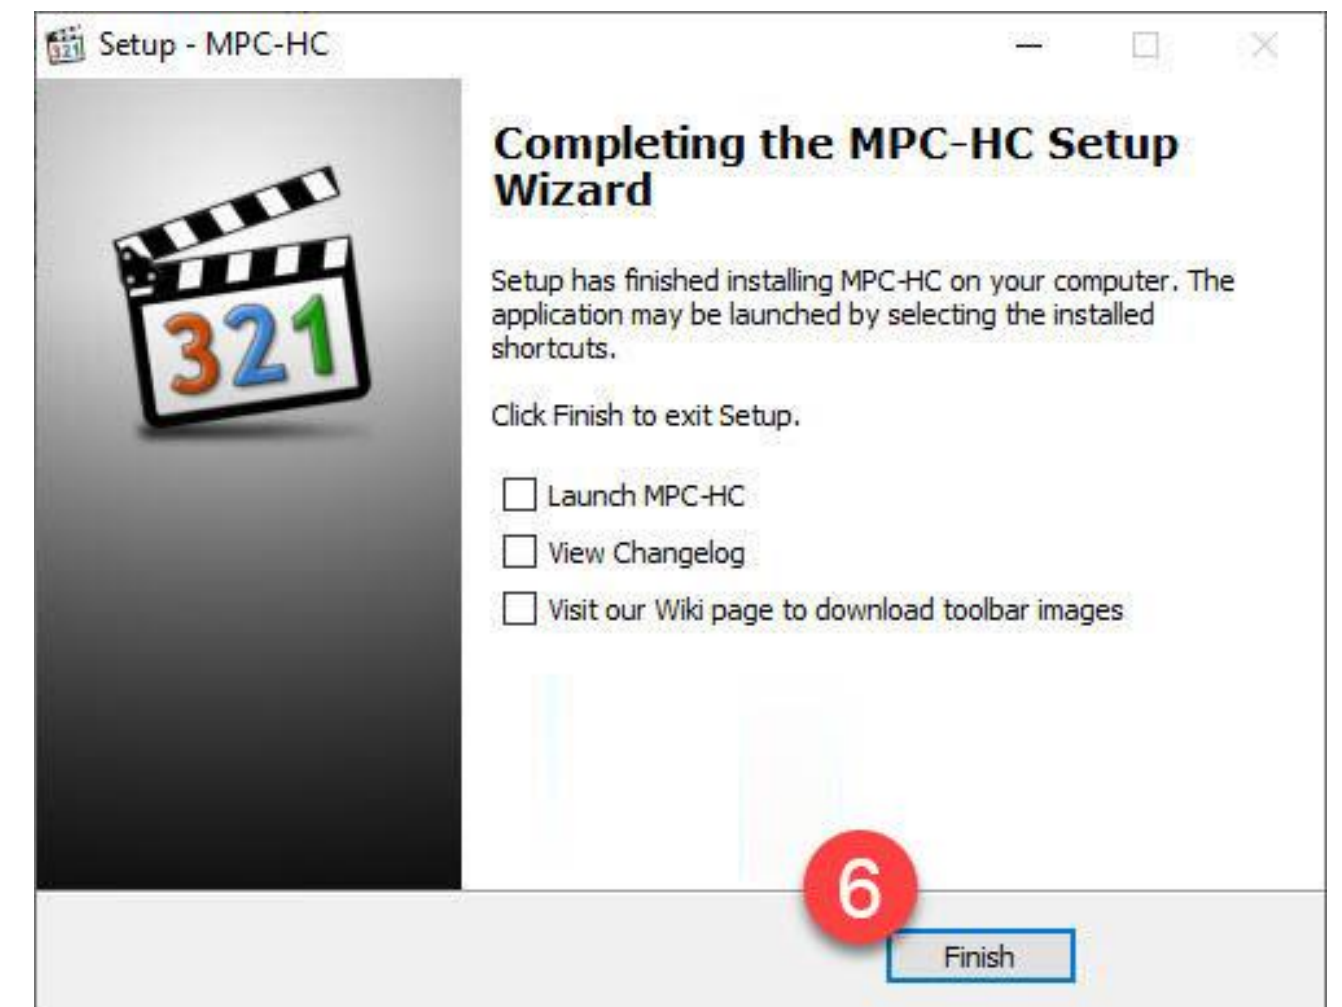 Setup - MPC-HC
321
Completing the MPC-HC Setup
Wizard
321
Setup has finished installing MPC-HC on your computer. The
application may be launched by selecting the installed
shortcuts.
Click Finish to exit Setup.
Launch MPC-HC
View Changelog
Visit our Wiki page to download toolbar images
6
Finish